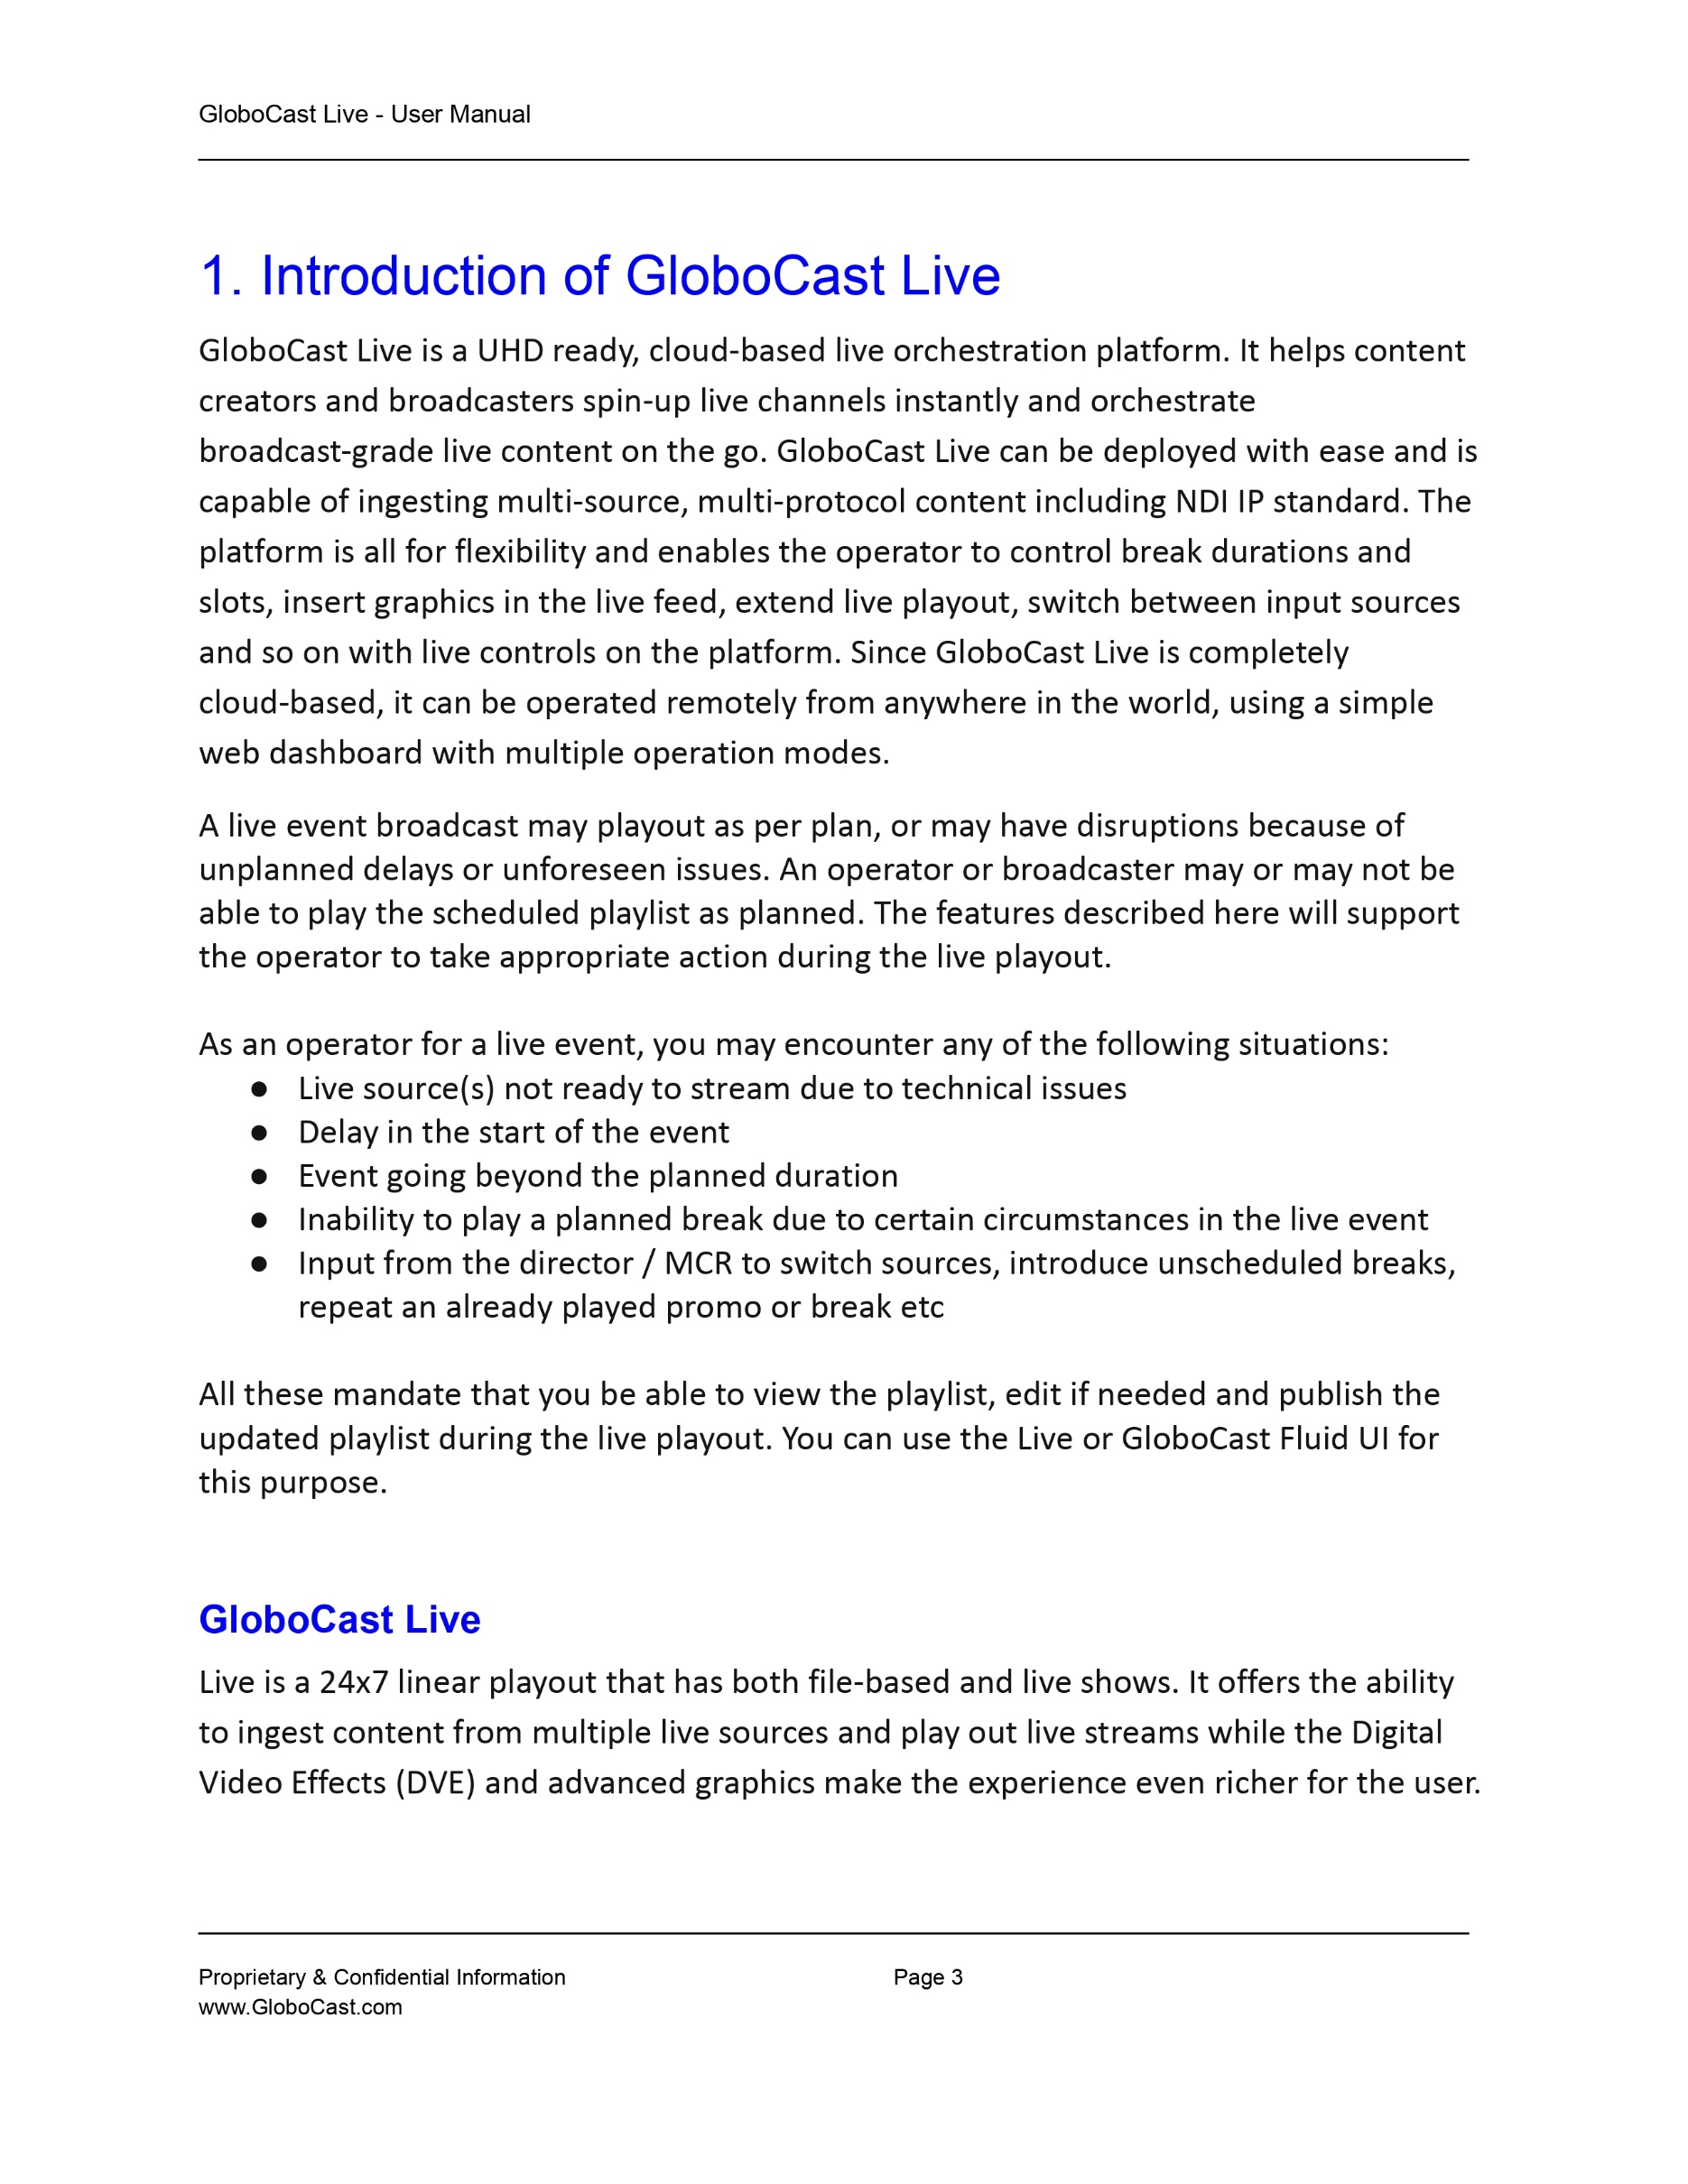 GloboCast Live - User Manual
1. Introduction of GloboCast Live
GloboCast Live is a UHD ready, cloud-based live orchestration platform. It helps content
creators and broadcasters spin-up live channels instantly and orchestrate
broadcast-grade live content on the go. GloboCast Live can be deployed with ease and is
capable of ingesting multi-source, multi-protocol content including NDI IP standard. The
platform is all for flexibility and enables the operator to control break durations and
slots, insert graphics in the live feed, extend live playout, switch between input sources
and so on with live controls on the platform. Since GloboCast Live is completely
cloud-based, it can be operated remotely from anywhere in the world, using a simple
web dashboard with multiple operation modes.
A live event broadcast may playout as per plan, or may have disruptions because of
unplanned delays or unforeseen issues. An operator or broadcaster may or may not be
able to play the scheduled playlist as planned. The features described here will support
the operator to take appropriate action during the live playout.
As an operator for a live event, you may encounter any of the following situations:
● Live source(s) not ready to stream due to technical issues
● Delay in the start of the event
● Event going beyond the planned duration
● Inability to play a planned break due to certain circumstances in the live event
● Input from the director / MCR to switch sources, introduce unscheduled breaks,
repeat an already played promo or break etc
All these mandate that you be able to view the playlist, edit if needed and publish the
updated playlist during the live playout. You can use the Live or GloboCast Fluid UI for
this purpose.
GloboCast Live
Live is a 24x7 linear playout that has both file-based and live shows. It offers the ability
to ingest content from multiple live sources and play out live streams while the Digital
Video Effects (DVE) and advanced graphics make the experience even richer for the user.
Proprietary & Confidential Information Page 3
www.GloboCast.com